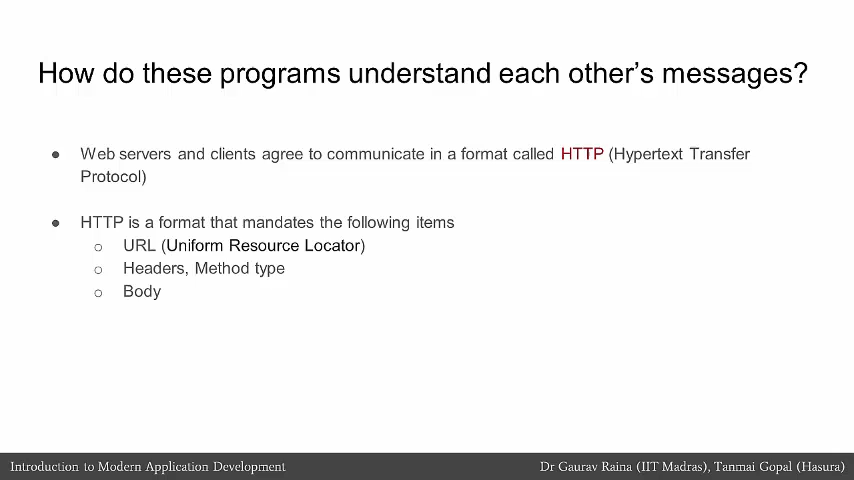 How do these programs understand each other’s messages?
● Web servers and clients agree to communicate in a format called HTTP (Hypertext Transfer
Protocol)
● HTTP is a format that mandates the following items
○ URL (Uniform Resource Locator)
○ Headers, Method type
○ Body
Introduction to Modern Application Development
Dr Gaurav Raina (IIT Madras), Tanmai Gopal (Hasura)